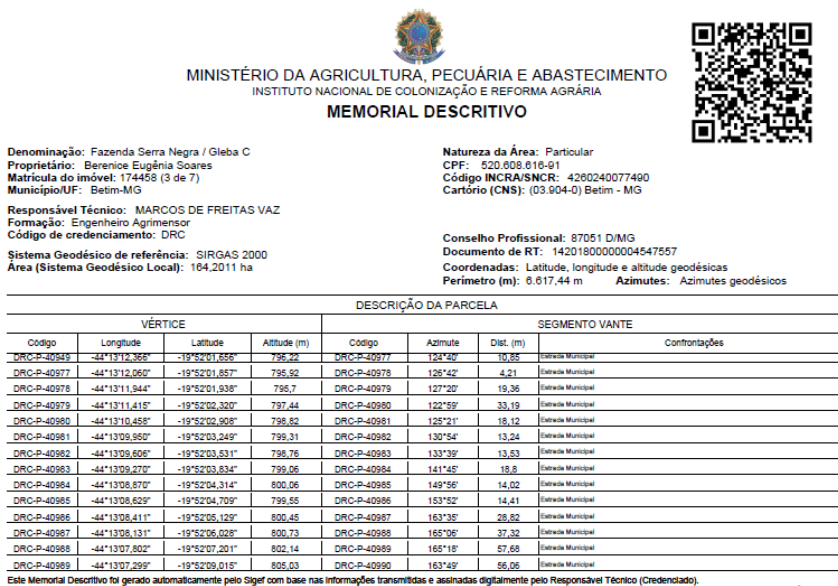 MINISTÉRIO DA AGRICULTURA, PECUÁRIA E ABASTECIMENTO
INSTITUTO NACIONAL DE COLONIZAÇÃO E REFORMA AGRÁRIA
MEMORIAL DESCRITIVO
Denominação: Fazenda Serra Negra / Gleba C
Proprietário: Berenice Eugênia Soares
Matrícula do imóvel: 174458 (3 de 7)
Município/UF: Betim-MG
Natureza da Área: Particular
CPF: 520.608.616-91
Código INCRA/SNCR: 4260240077490
Cartório (CNS): (03.904-0) Betim - MG
Responsável Técnico: MARCOS DE FREITAS VAZ
Formação: Engenheiro Agrimensor
Código de credenciamento: DRC
Sistema Geodésico de referência: SIRGAS 2000
Área (Sistema Geodésico Local): 164,2011 ha
Conselho Profissional: 87051 D/MG
Documento de RT: 14201800000004547557
Coordenadas: Latitude, longitude e altitude geodésicas
Perímetro (m): 6.617,44 m Azimutes: Azimutes geodésicos
DESCRIÇÃO DA PARCELA
VÉRTICE SEGMENTO VANTE
Código Longitude Latitude Altitude (m) Código Azimute Dist. (m) Confrontações
DRC-P-40949 -44°13'12,366" -19°52'01,656" 796,22 DRC-P-40977 124°40' 10,85 Estrada Municipal
DRC-P-40977 -44°13'12,060" -19°52'01,857" 795,92 DRC-P-40978 126°42' 4,21 Estrada Municipal
DRC-P-40978 -44°13'11,944" -19°52'01,938" 795,7 DRC-P-40979 127°20' 19,36 Estrada Municipal
DRC-P-40979 -44°13'11,415" -19°52'02,320" 797,44 DRC-P-40980 122°59' 33,19 Estrada Municipal
DRC-P-40980 -44°13'10,458" -19°52'02,908" 798,82 DRC-P-40981 125°21' 18,12 Estrada Municipal
DRC-P-40981 -44°13'09,950" -19°52'03,249" 799,31 DRC-P-40982 130°54' 13,24 Estrada Municipal
DRC-P-40982 -44°13'09,606" -19°52'03,531" 798,76 DRC-P-40983 133°39' 13,53 Estrada Municipal
DRC-P-40983 -44°13'09,270" -19°52'03,834" 799,06 DRC-P-40984 141°45' 18,8 Estrada Municipal
DRC-P-40984 -44°13'08,870" -19°52'04,314" 800,06 DRC-P-40985 149°56' 14,02 Estrada Municipal
DRC-P-40985 -44°13'08,629" -19°52'04,709" 799,55 DRC-P-40986 153°52' 14,41 Estrada Municipal
DRC-P-40986 -44°13'08,411" -19°52'05,129" 800,45 DRC-P-40987 163°35' 28,82 Estrada Municipal
DRC-P-40987 -44°13'08,131" -19°52'06,028" 800,73 DRC-P-40988 165°06' 37,32 Estrada Municipal
DRC-P-40988 -44°13'07,802" -19°52'07,201" 802,14 DRC-P-40989 165°18' 57,68 Estrada Municipal
DRC-P-40989 -44°13'07,299" -19°52'09,015" 805,03 DRC-P-40990 163°49' 56,06 Estrada Municipal
Este Memorial Descritivo foi gerado automaticamente pelo Sigef com base nas informações transmitidas e assinadas digitalmente pelo Responsável Técnico (Credenciado).